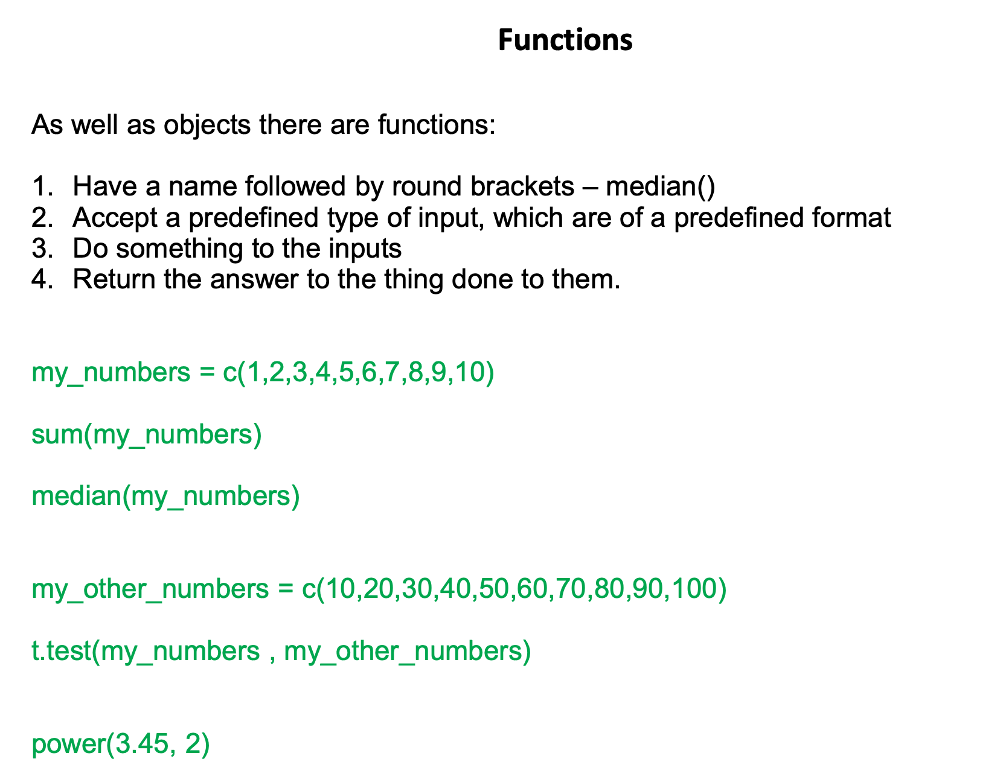 Functions
As well as objects there are functions:
1. Have a name followed by round brackets – median()
2. Accept a predefined type of input, which are of a predefined format
3. Do something to the inputs
4. Return the answer to the thing done to them.
my_numbers = c(1,2,3,4,5,6,7,8,9,10)
sum(my_numbers)
median(my_numbers)
my_other_numbers = c(10,20,30,40,50,60,70,80,90,100)
t.test(my_numbers , my_other_numbers)
power(3.45, 2)